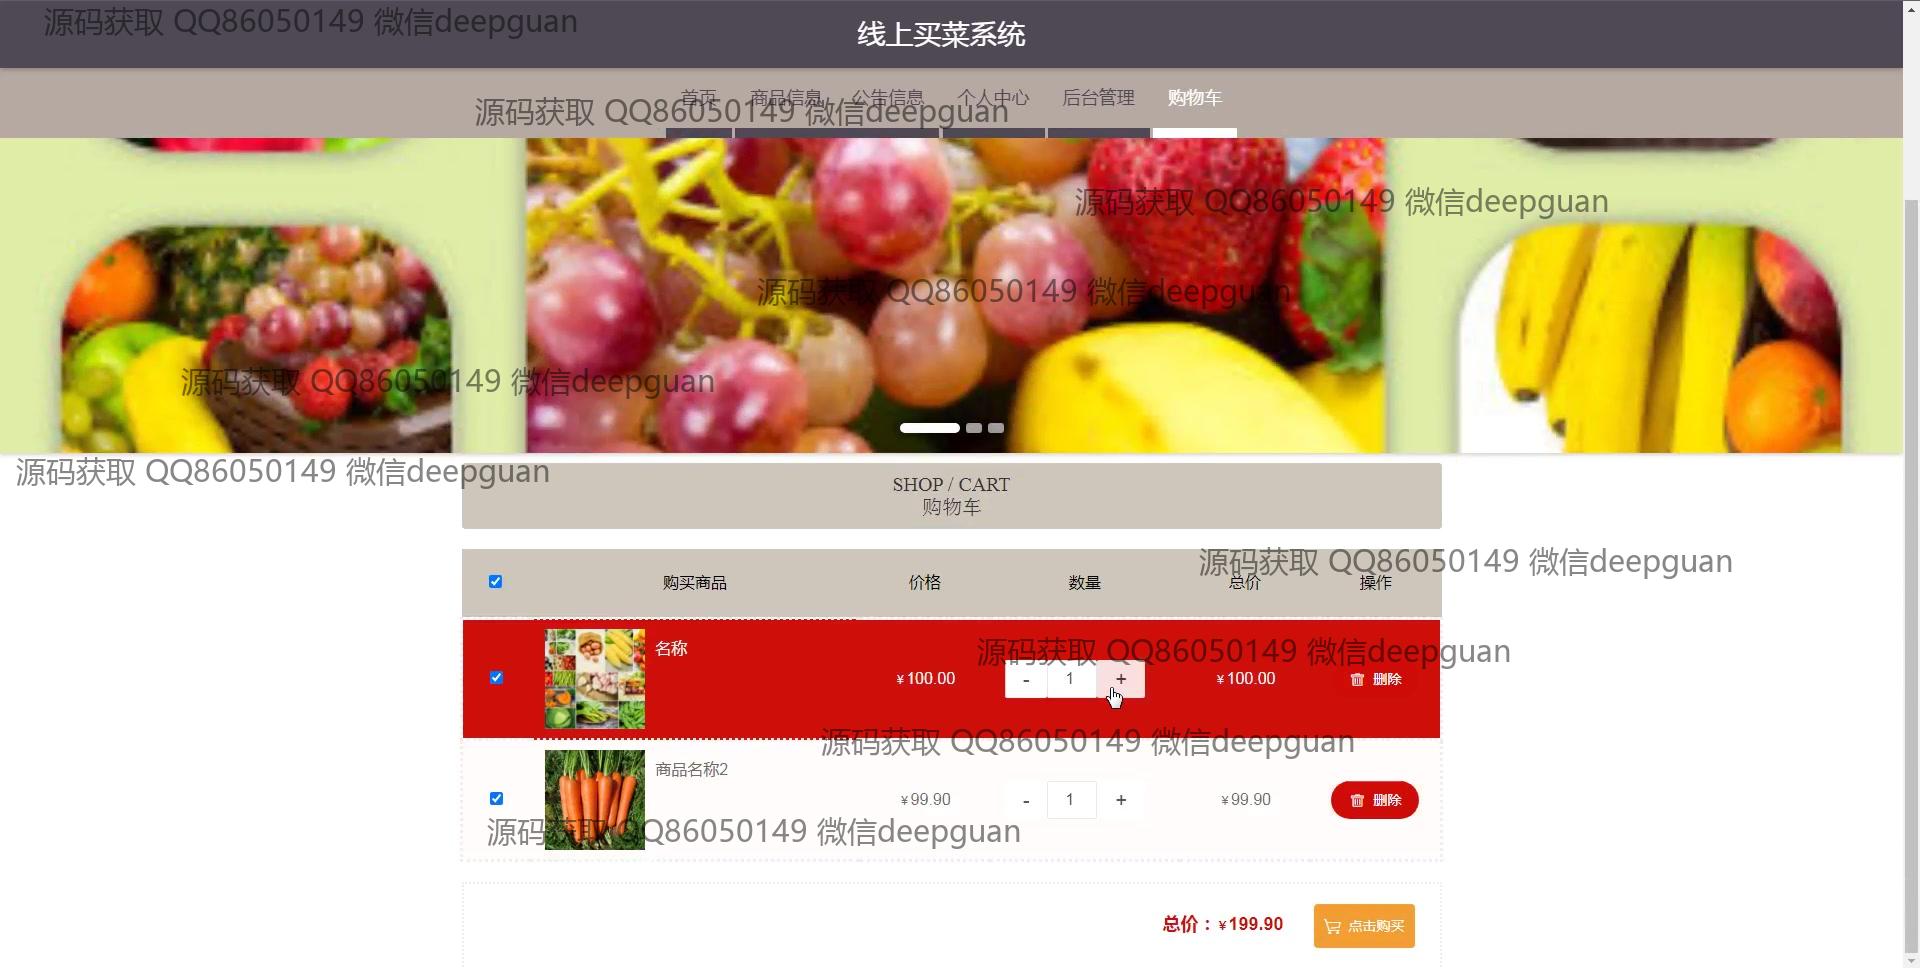 源码获取 QQ86050149 微信deepguan
线上买菜系统
首页 商品信息 公告信息 个人中心 后台管理 购物车
源码获取 QQ86050149 微信deepguan
源码获取 QQ86050149 微信deepguan
源码获取 QQ86050149 微信deepguan
源码获取 QQ86050149 微信deepguan
源码获取 QQ86050149 微信deepguan
SHOP / CART
购物车
源码获取 QQ86050149 微信deepguan
购买商品 价格 数量 总价 操作
源码获取 QQ86050149 微信deepguan
名称
¥100.00 - 1 + ¥100.00 删除
源码获取 QQ86050149 微信deepguan
商品名称2
¥99.90 - 1 + ¥99.90 删除
源码获取 QQ86050149 微信deepguan
总价：¥199.90 点击购买